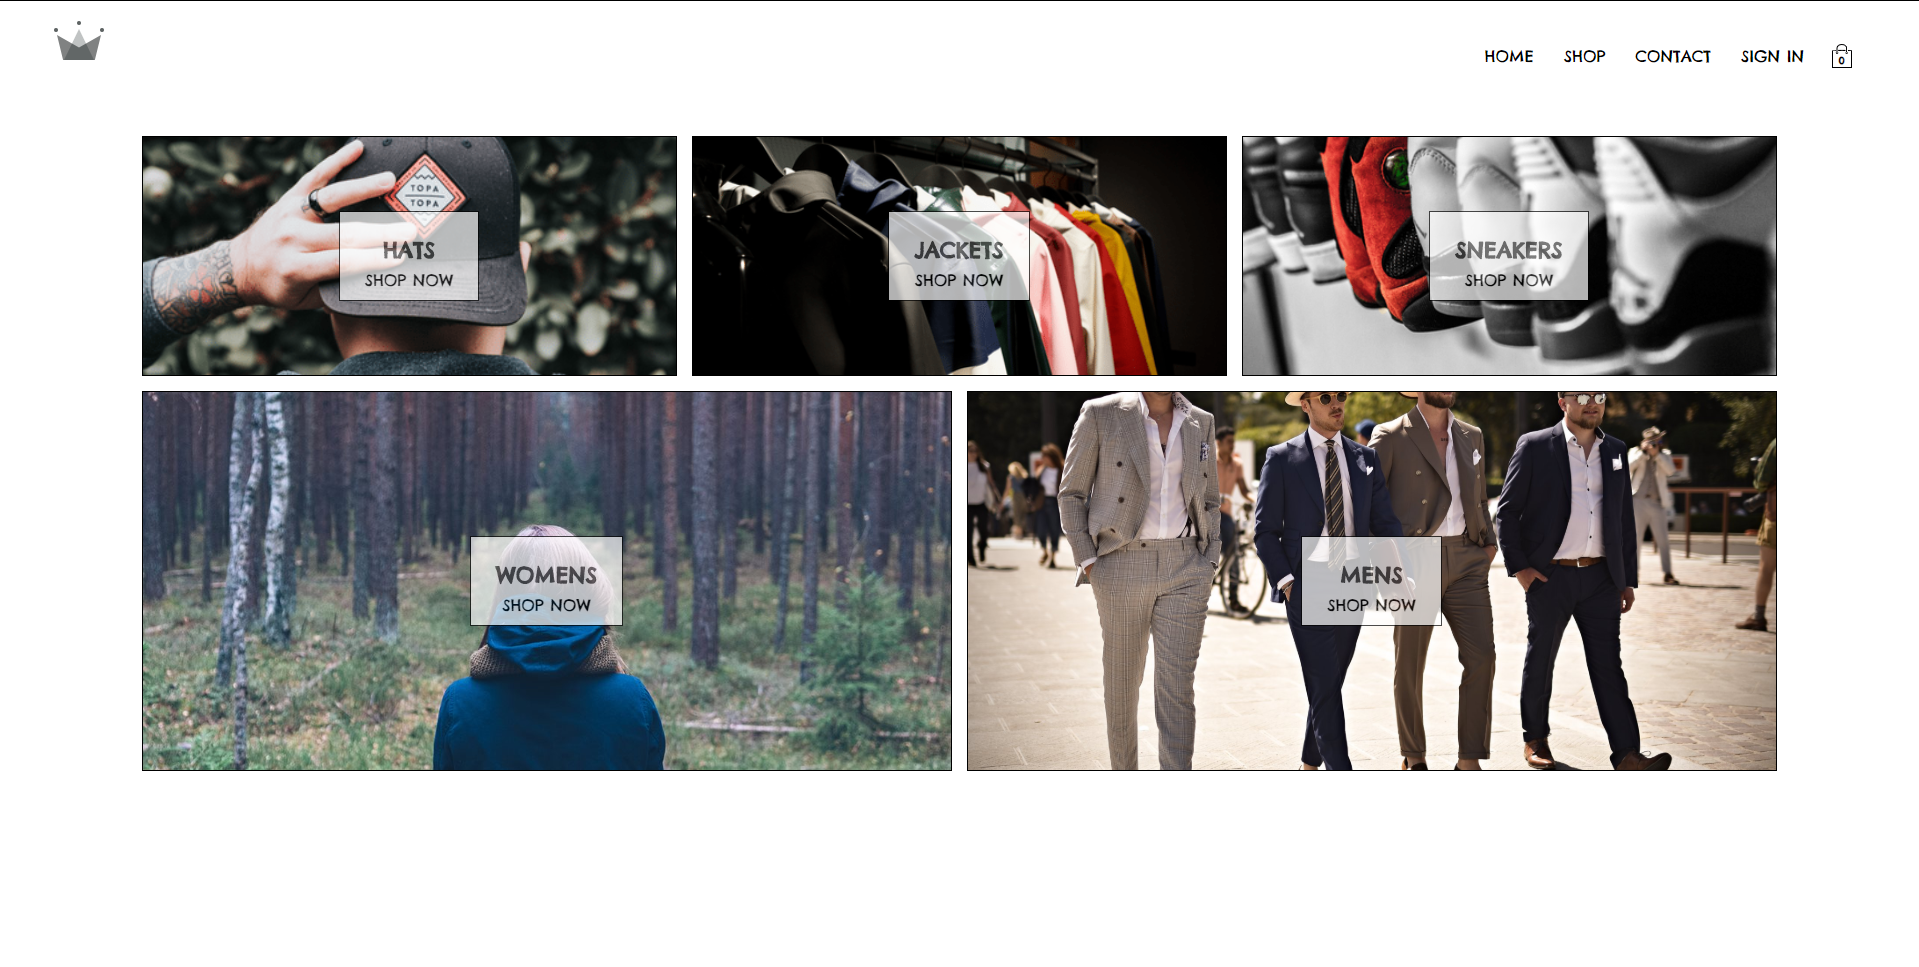 HOME SHOP CONTACT SIGN IN 0
TOPA
TOPA
HATS
SHOP NOW
JACKETS
SHOP NOW
SNEAKERS
SHOP NOW
WOMENS
SHOP NOW
MENS
SHOP NOW